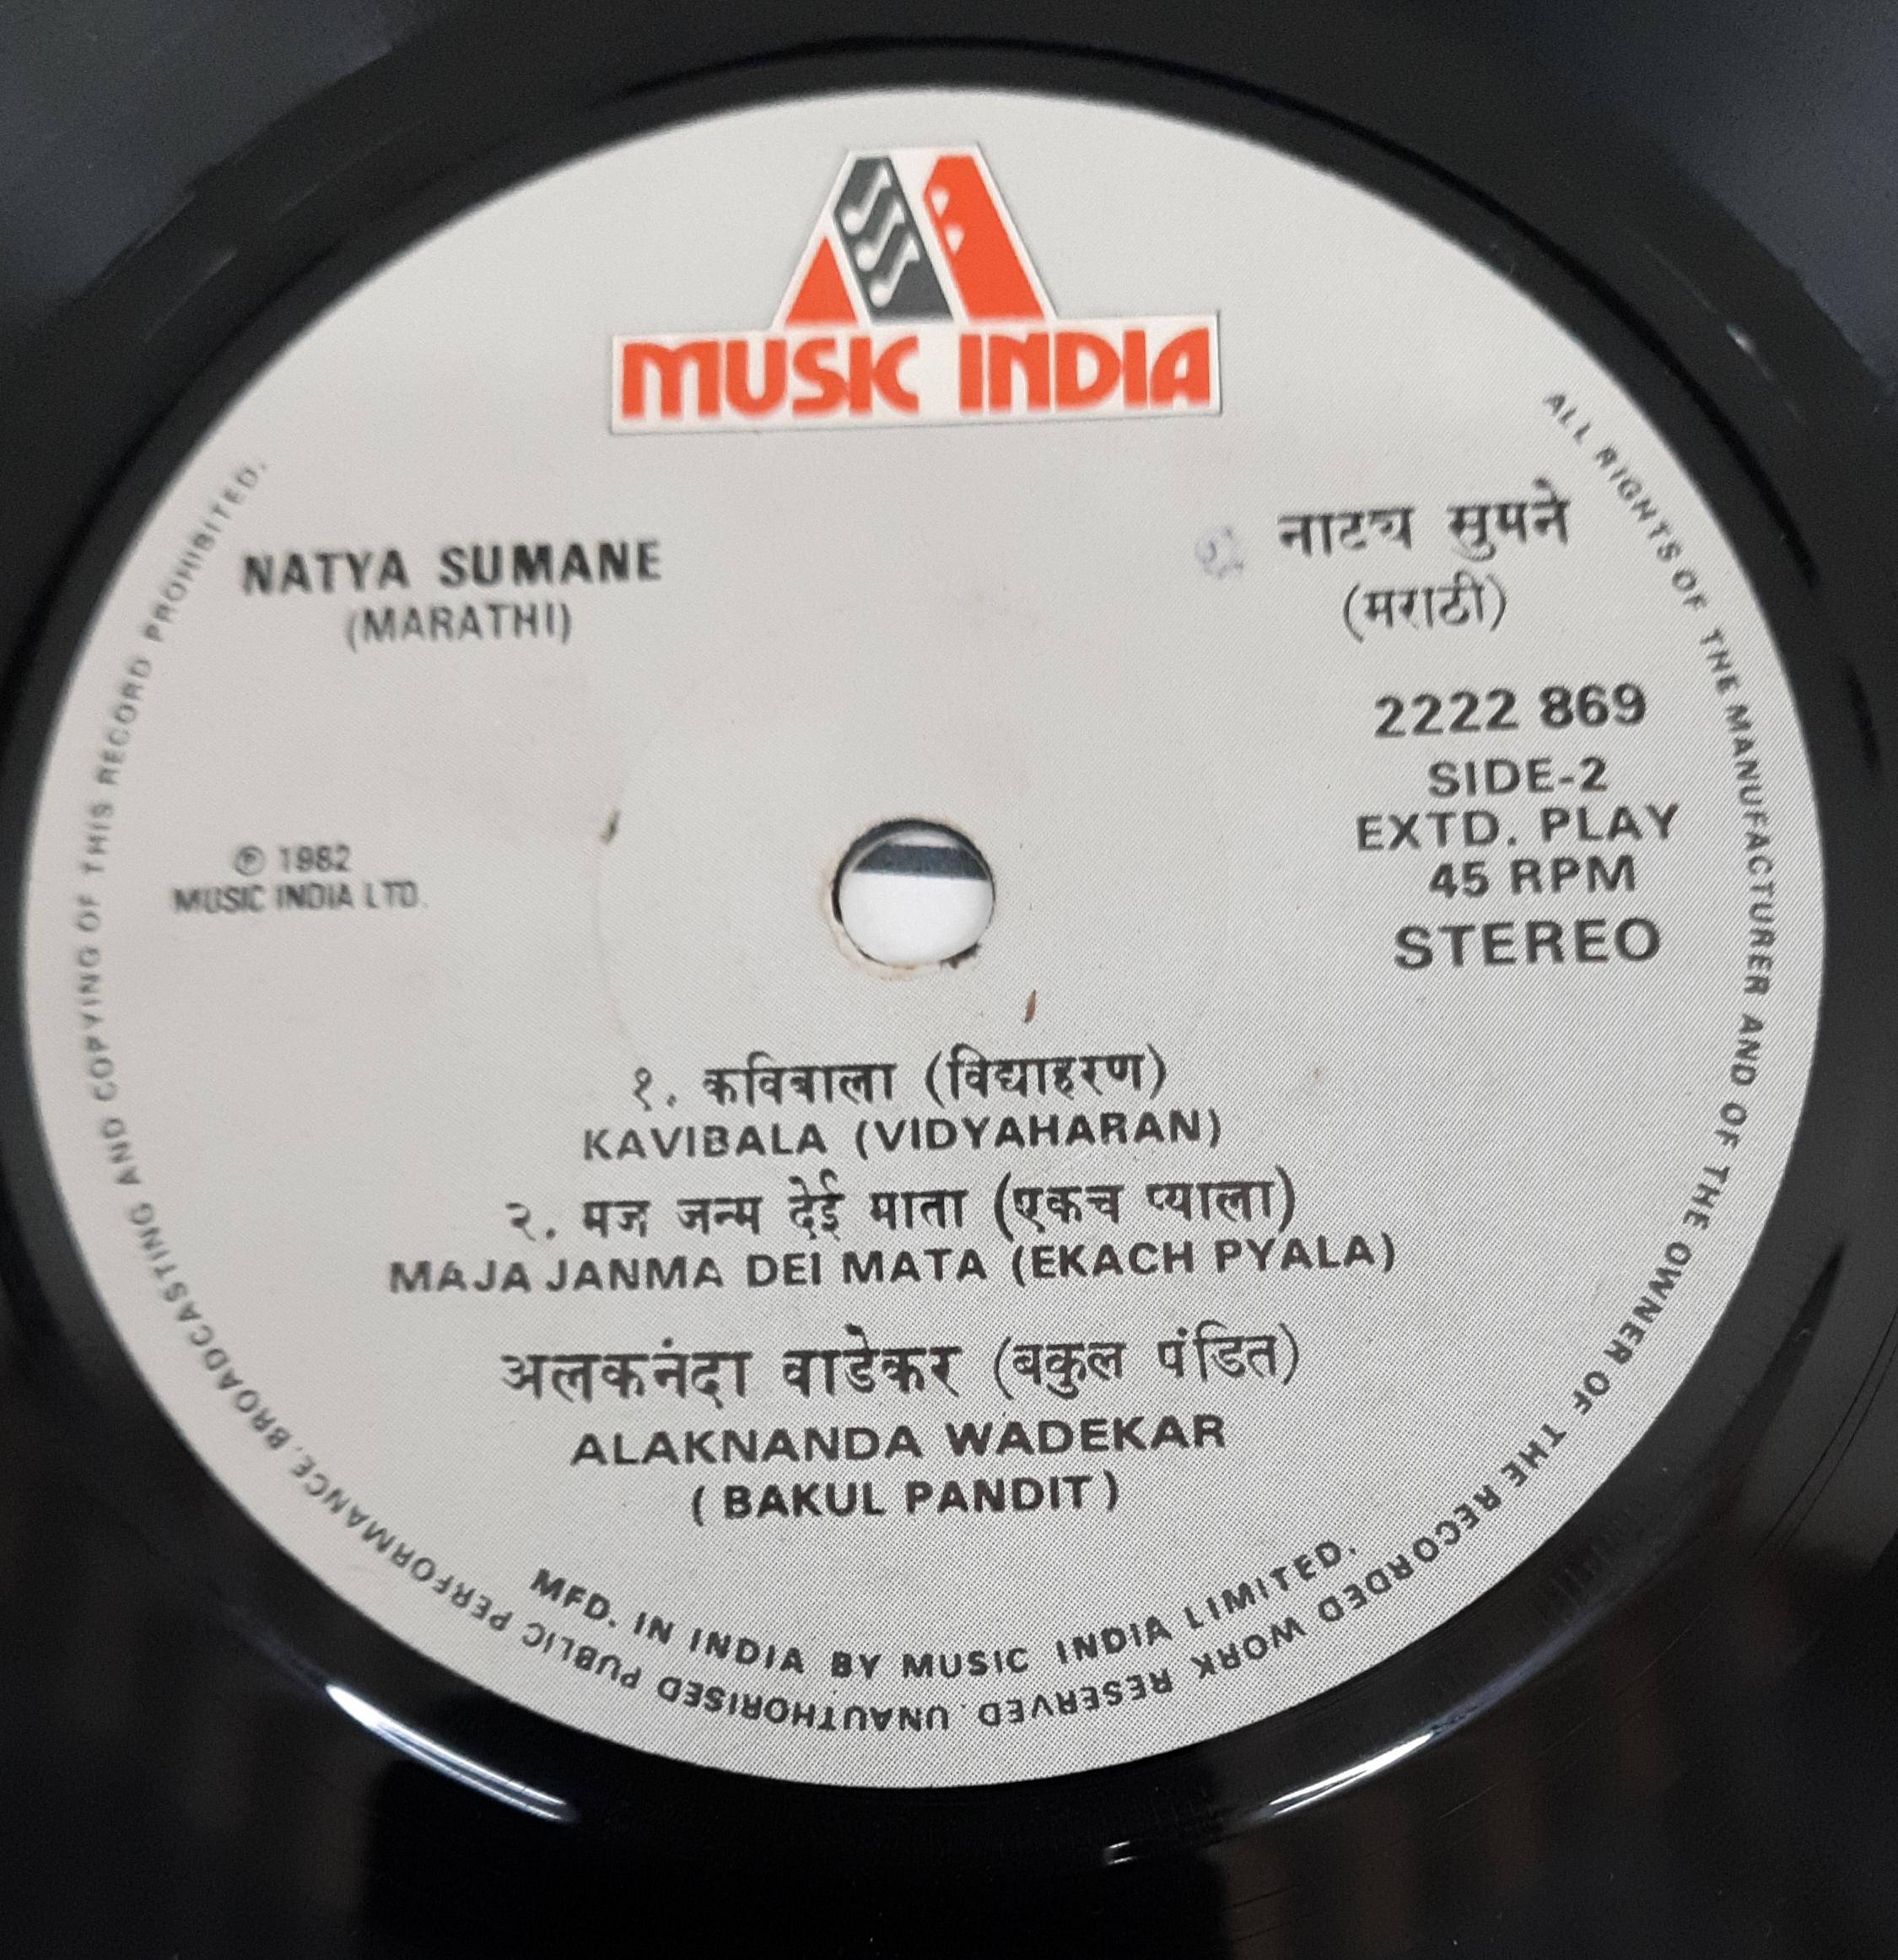 MUSIC INDIA
NATYA SUMANE
(MARATHI)
नाट्य सुमने
(मराठी)
2222 869
SIDE-2
EXTD. PLAY
45 RPM
STEREO
℗ 1982
MUSIC INDIA LTD.
१. कविबाला (विद्याहरण)
KAVIBALA (VIDYAHARAN)
२. मज जन्म देई माता (एकच प्याला)
MAJA JANMA DEI MATA (EKACH PYALA)
अलकनंदा वाडेकर (बकुल पंडित)
ALAKNANDA WADEKAR
(BAKUL PANDIT)
MFD. IN INDIA BY MUSIC INDIA LIMITED.
ALL RIGHTS OF THE MANUFACTURER AND OF THE OWNER OF THE RECORDED WORK RESERVED. UNAUTHORISED PUBLIC PERFORMANCE, BROADCASTING AND COPYING OF THIS RECORD PROHIBITED.